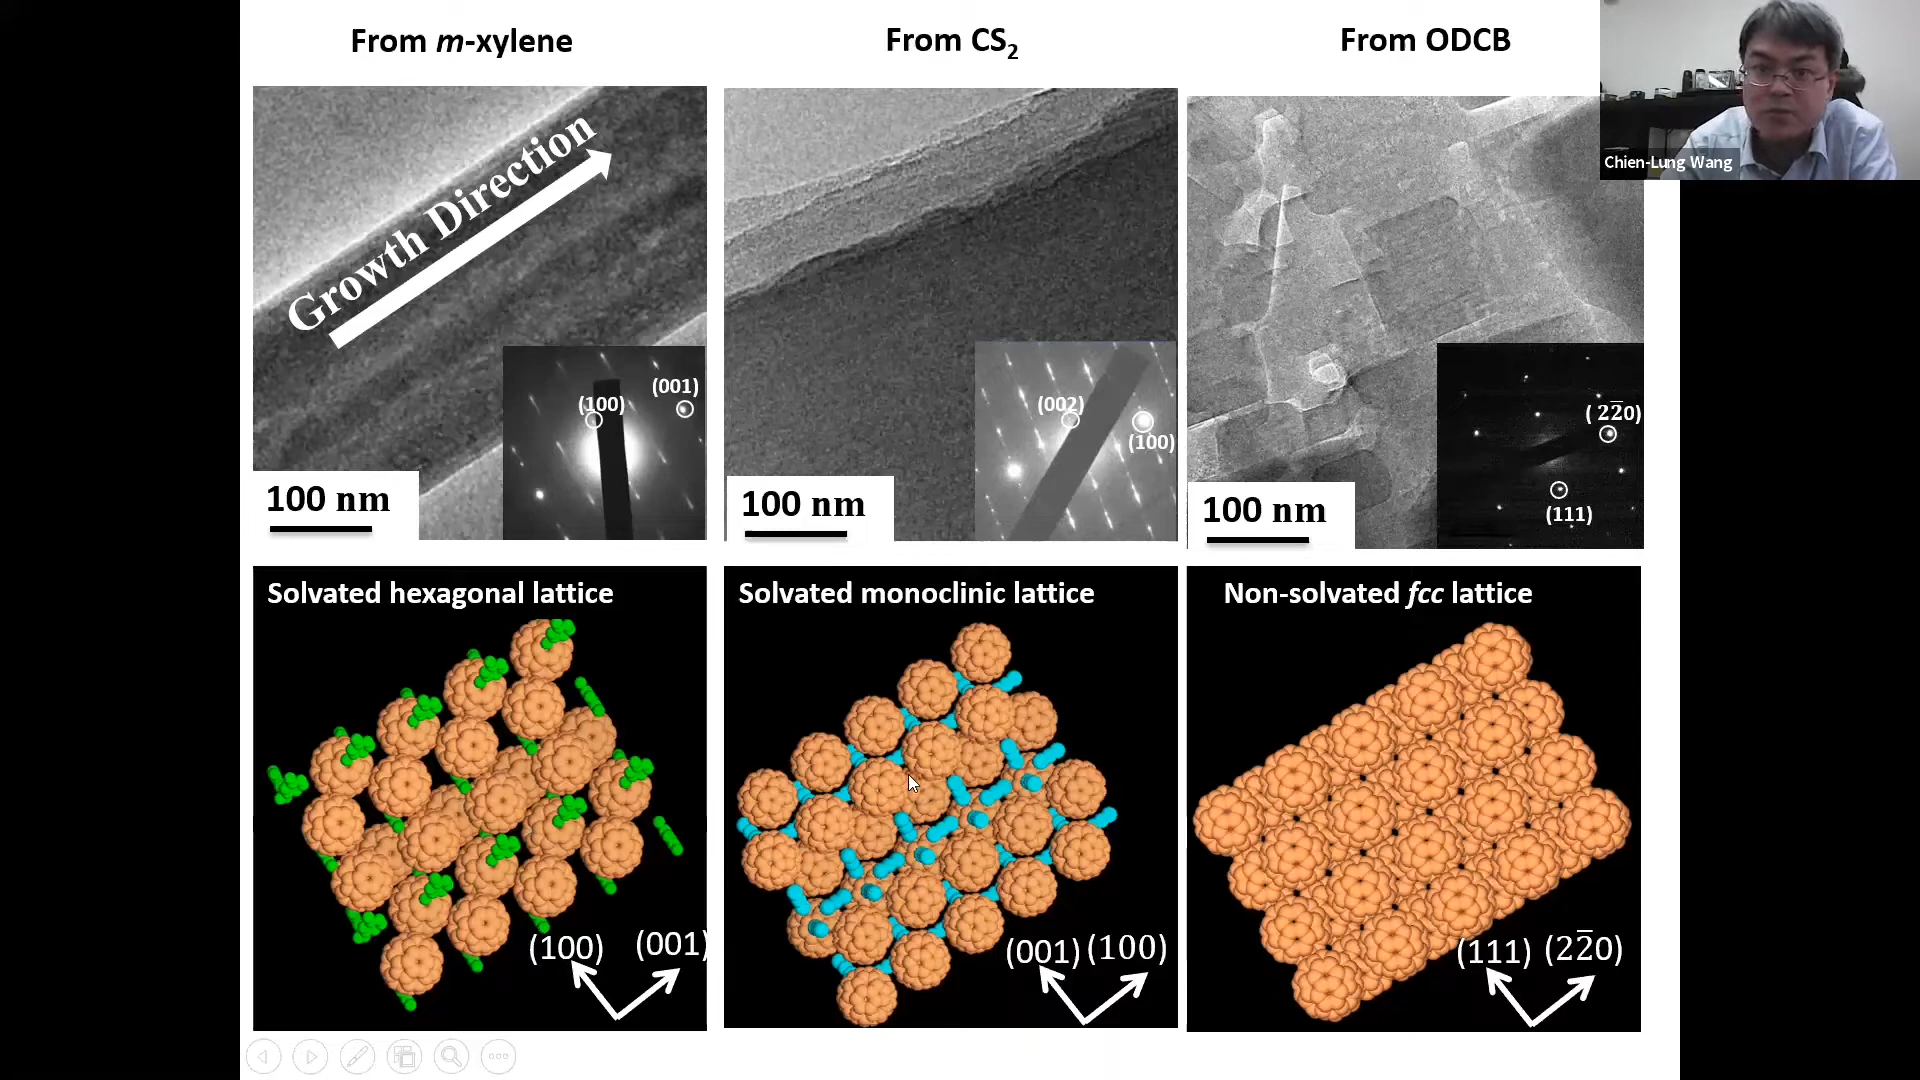 From m-xylene
From CS₂
From ODCB
Chien-Lung Wang
Growth Direction
(100)
(001)
100 nm
(002)
(100)
100 nm
(22̅0)
(111)
100 nm
Solvated hexagonal lattice
(100) (001)
Solvated monoclinic lattice
(001) (100)
Non-solvated fcc lattice
(111) (22̅0)